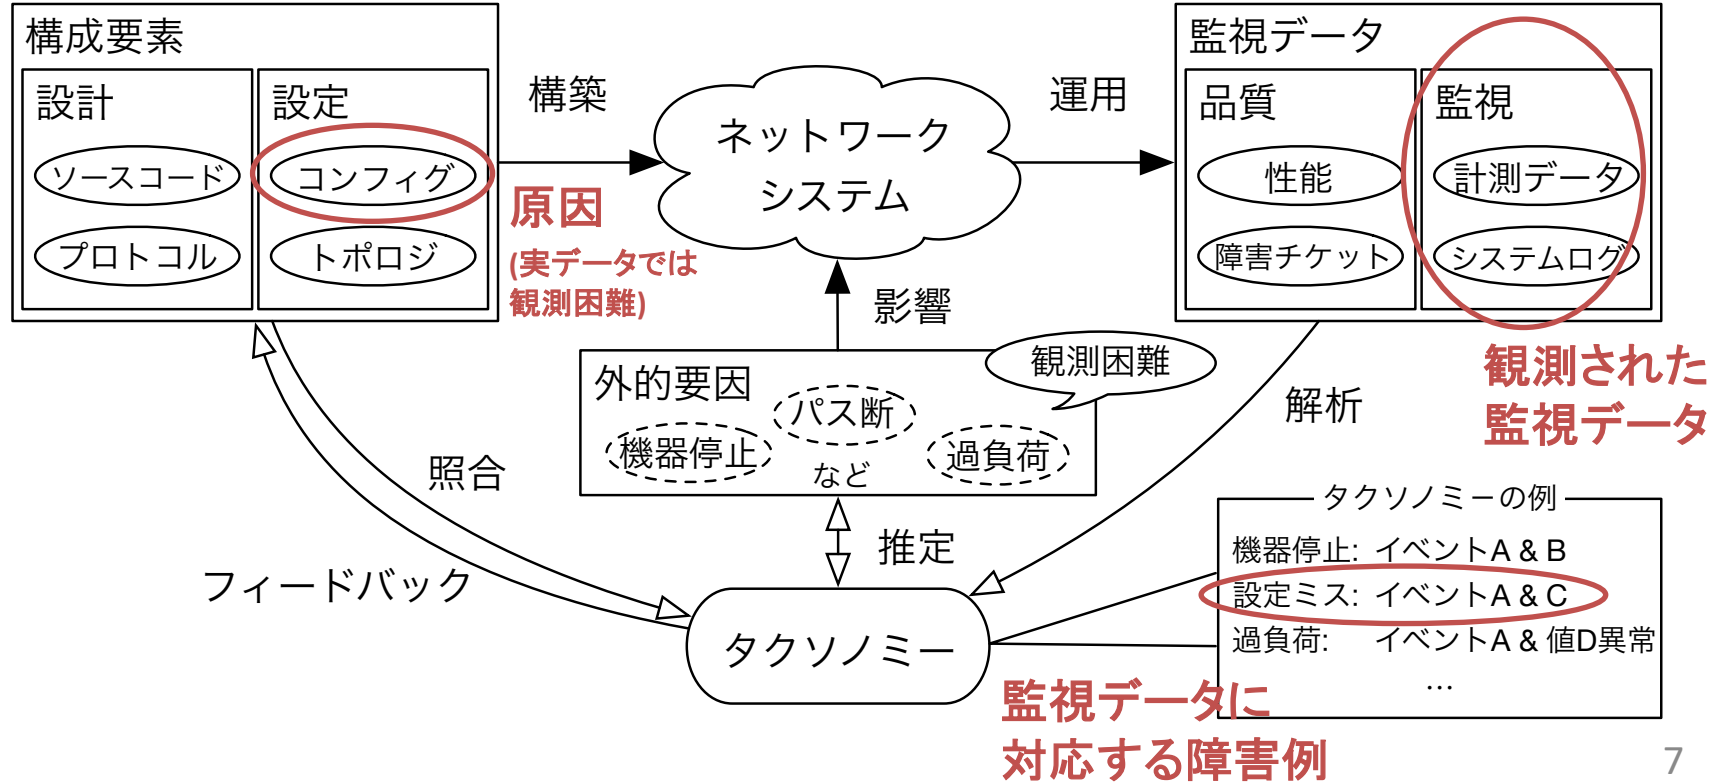 構成要素
設計
設定
ソースコード
コンフィグ
プロトコル
トポロジ
構築
原因
(実データでは
観測困難)
ネットワーク
システム
運用
監視データ
品質
監視
性能
計測データ
障害チケット
システムログ
観測された
監視データ
影響
観測困難
外的要因
パス断
機器停止
過負荷
など
解析
照合
フィードバック
推定
タクソノミー
タクソノミーの例
機器停止: イベントA & B
設定ミス: イベントA & C
過負荷: イベントA & 値D異常
…
監視データに
対応する障害例
7